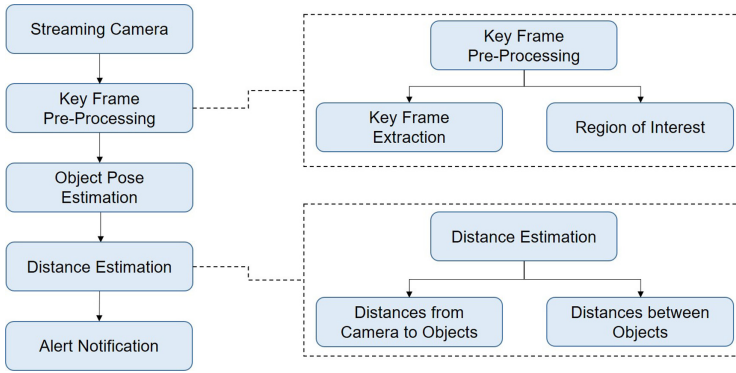 Streaming Camera
Key Frame
Pre-Processing
Object Pose
Estimation
Distance Estimation
Alert Notification
Key Frame
Pre-Processing
Key Frame
Extraction
Region of Interest
Distance Estimation
Distances from
Camera to Objects
Distances between
Objects